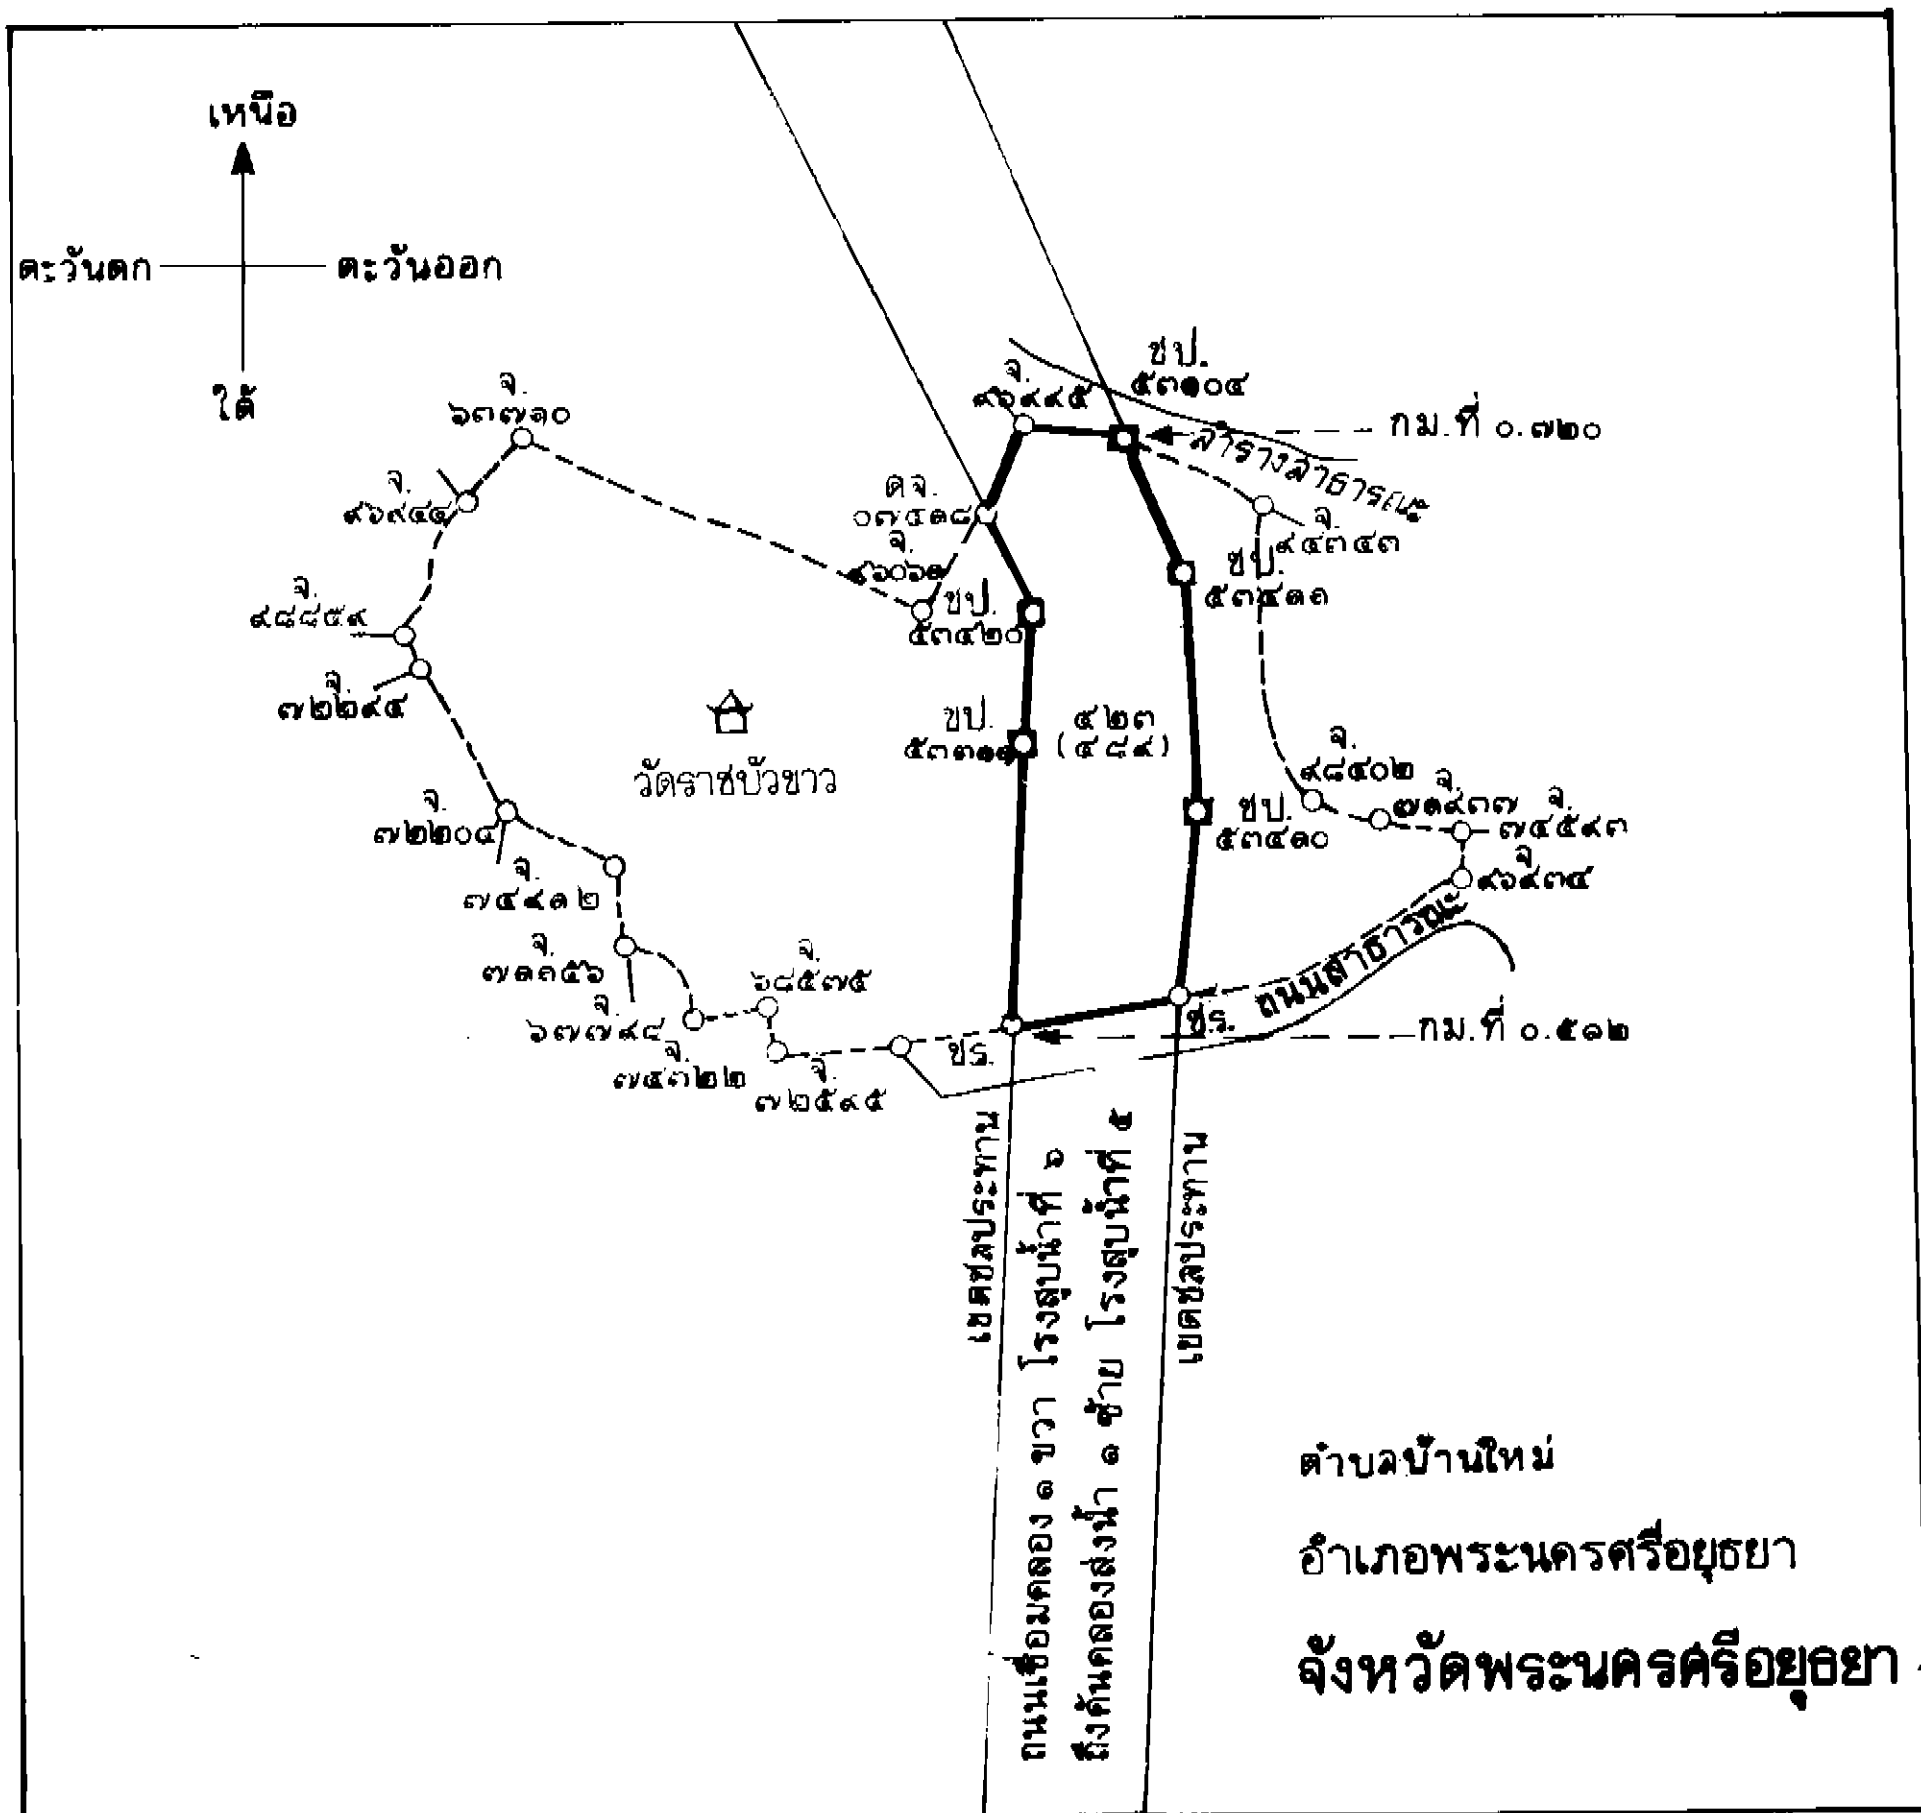 เหนือ
ตะวันตก
ตะวันออก
ใต้
จ.
๖๓๗๑๐
จ.
๙๖๙๔๕
ชป.
๕๓๑๐๔
กม.ที่ ๐.๗๒๐
ลำรางสาธารณะ
จ.
๙๖๙๔๔
ตจ.
๐๗๔๑๘
จ.
๙๖๐๖๑
จ.
๙๔๓๔๓
ชป.
๕๓๔๑๑
จ.
๙๘๘๕๙
ชป.
๕๓๔๒๐
จ.
๗๒๒๙๔
ชป.
๔๒๓
(๔๘๙)
วัดราชบัวขาว
จ.
๙๘๔๐๒
จ.
๗๑๙๓๗
จ.
๗๔๕๙๓
ชป.
๕๓๔๑๐
จ.
๙๖๙๓๔
จ.
๗๒๒๐๔
จ.
๗๔๙๑๒
จ.
๗๑๓๕๖
จ.
๖๘๕๗๕
จ.
๖๗๗๙๘
จ.
๗๔๓๒๒
จ.
๗๒๕๙๕
ชร.
ชร.
ถนนสาธารณะ
กม.ที่ ๐.๕๑๒
เขตชลประทาน
ถนนเชื่อมคลอง ๑ ขวา โรงสูบน้ำที่ ๖
ถึงคันคลองส่งน้ำ ๑ ซ้าย โรงสูบน้ำที่ ๕
เขตชลประทาน
ตำบลบ้านใหม่
อำเภอพระนครศรีอยุธยา
จังหวัดพระนครศรีอยุธยา